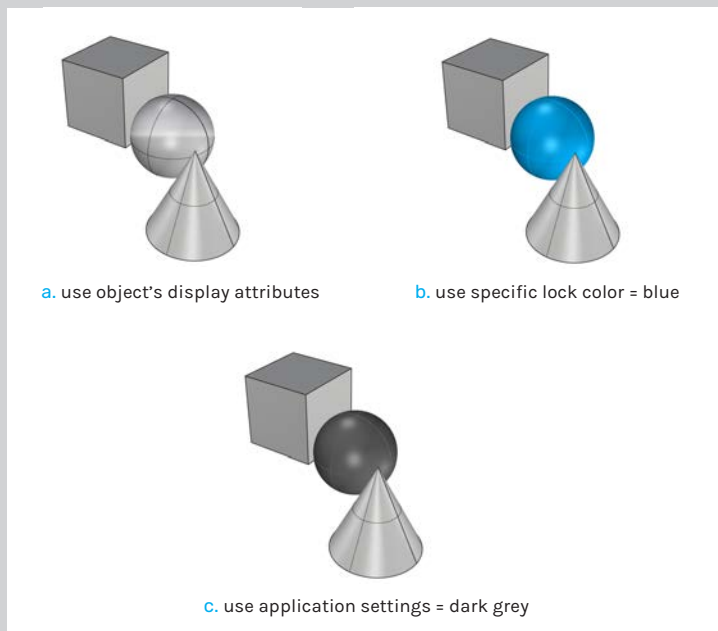 a. use object's display attributes
b. use specific lock color = blue
c. use application settings = dark grey